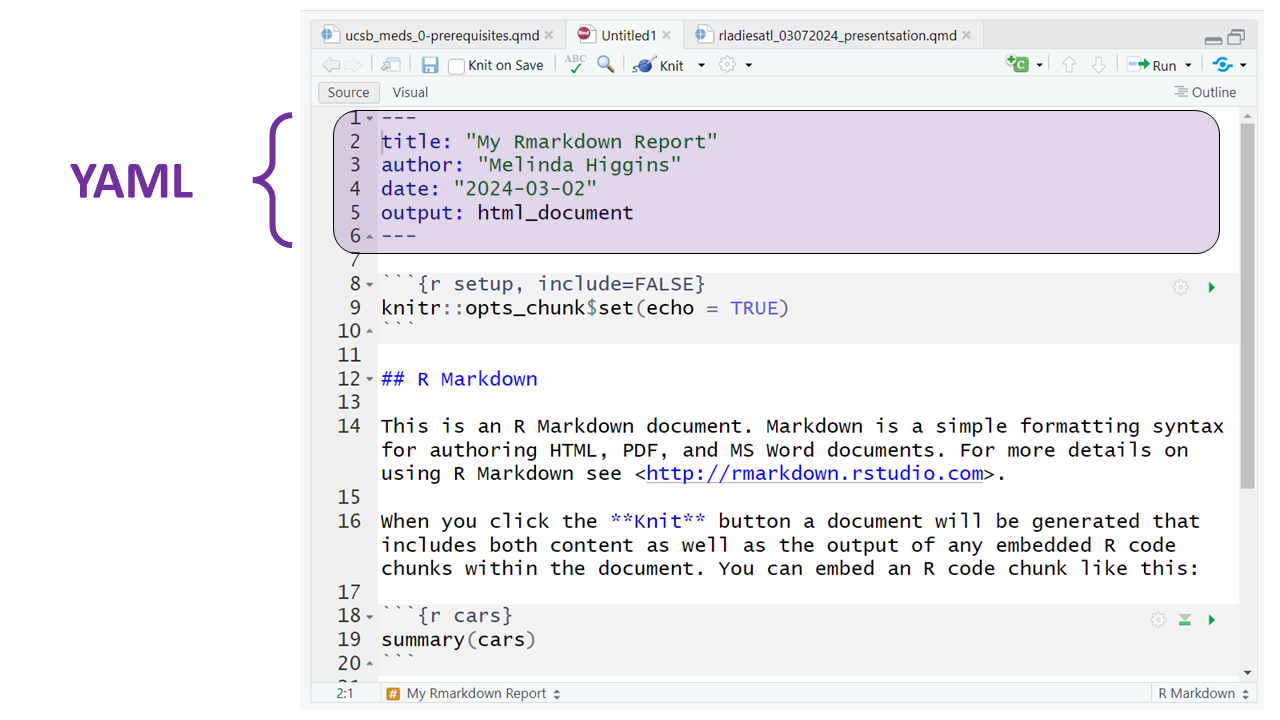 ucsb_meds_0-prerequisites.qmd
Untitled1
rladiesatl_03072024_presentsation.qmd
Knit on Save
ABC
Knit
C
Run
Source
Visual
Outline
YAML
1 ---
2 title: "My Rmarkdown Report"
3 author: "Melinda Higgins"
4 date: "2024-03-02"
5 output: html_document
6 ---
7
8 ```{r setup, include=FALSE}
9 knitr::opts_chunk$set(echo = TRUE)
10 ```
11
12 ## R Markdown
13
14 This is an R Markdown document. Markdown is a simple formatting syntax
for authoring HTML, PDF, and MS Word documents. For more details on
using R Markdown see <http://rmarkdown.rstudio.com>.
15
16 When you click the **Knit** button a document will be generated that
includes both content as well as the output of any embedded R code
chunks within the document. You can embed an R code chunk like this:
17
18 ```{r cars}
19 summary(cars)
20 ```
2:1
# My Rmarkdown Report
R Markdown